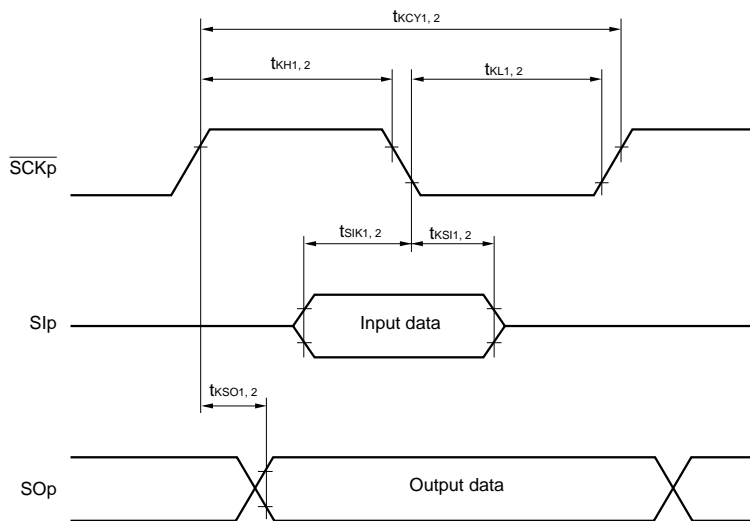 tKCY1, 2
tKH1, 2
tKL1, 2
SCKp
tSIK1, 2
tKSI1, 2
SIp
Input data
tKSO1, 2
SOp
Output data